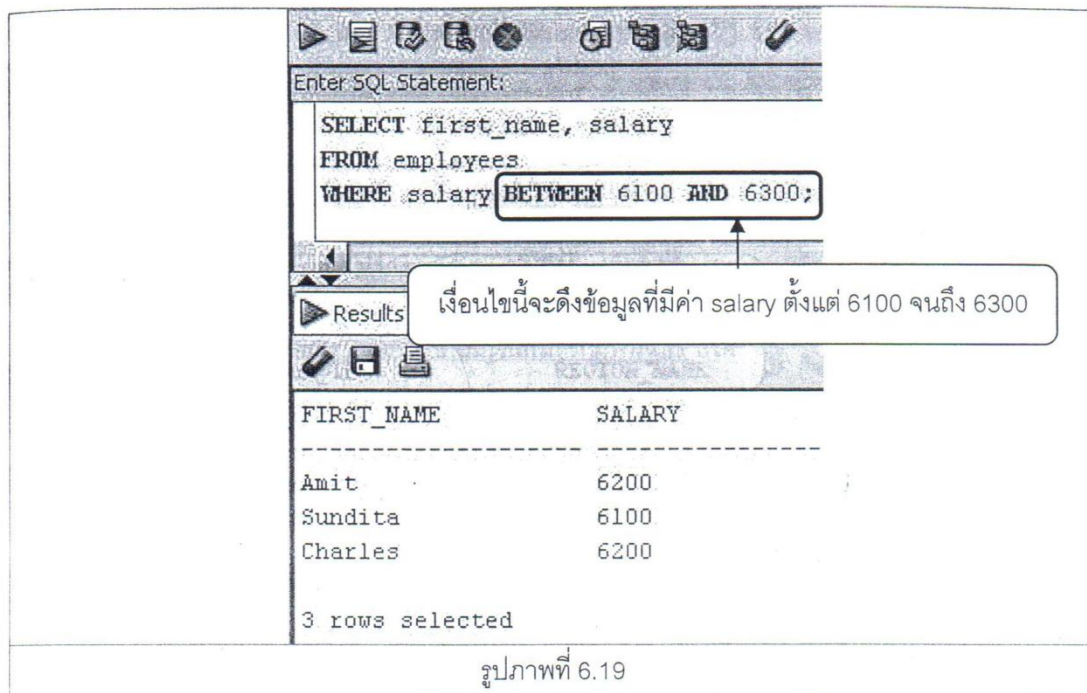 Enter SQL Statement:
SELECT first_name, salary
FROM employees
WHERE salary BETWEEN 6100 AND 6300;
เงื่อนไขนี้จะดึงข้อมูลที่มีค่า salary ตั้งแต่ 6100 จนถึง 6300
Results
FIRST_NAME SALARY
-------------------- --------------------
Amit 6200
Sundita 6100
Charles 6200
3 rows selected
รูปภาพที่ 6.19